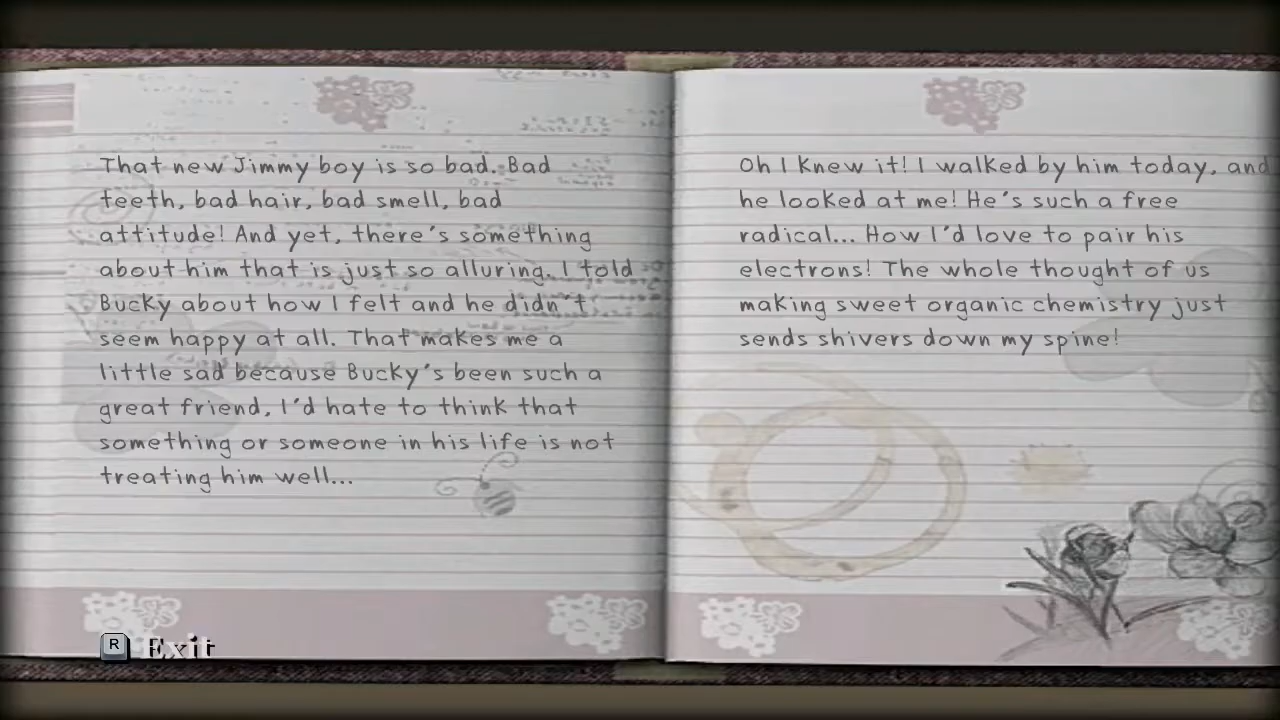 That new Jimmy boy is so bad. Bad
teeth, bad hair, bad smell, bad
attitude! And yet, there's something
about him that is just so alluring. I told
Bucky about how I felt and he didn't
seem happy at all. That makes me a
little sad because Bucky's been such a
great friend, I'd hate to think that
something or someone in his life is not
treating him well...
Oh I knew it! I walked by him today, and
he looked at me! He's such a free
radical... How I'd love to pair his
electrons! The whole thought of us
making sweet organic chemistry just
sends shivers down my spine!
R Exit